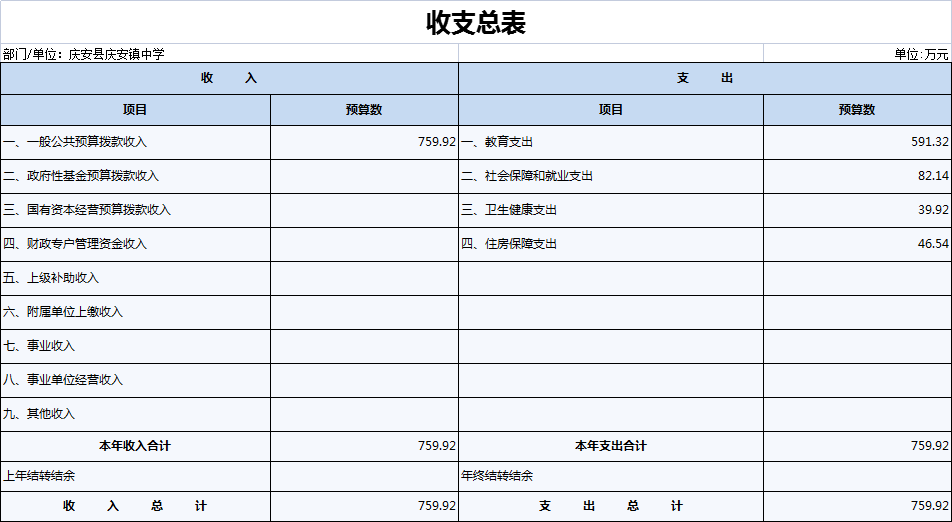 收支总表
部门/单位：庆安县庆安镇中学 单位:万元
收 入 支 出
项目 预算数 项目 预算数
一、一般公共预算拨款收入 759.92 一、教育支出 591.32
二、政府性基金预算拨款收入 二、社会保障和就业支出 82.14
三、国有资本经营预算拨款收入 三、卫生健康支出 39.92
四、财政专户管理资金收入 四、住房保障支出 46.54
五、上级补助收入
六、附属单位上缴收入
七、事业收入
八、事业单位经营收入
九、其他收入
本年收入合计 759.92 本年支出合计 759.92
上年结转结余 年终结转结余
收 入 总 计 759.92 支 出 总 计 759.92